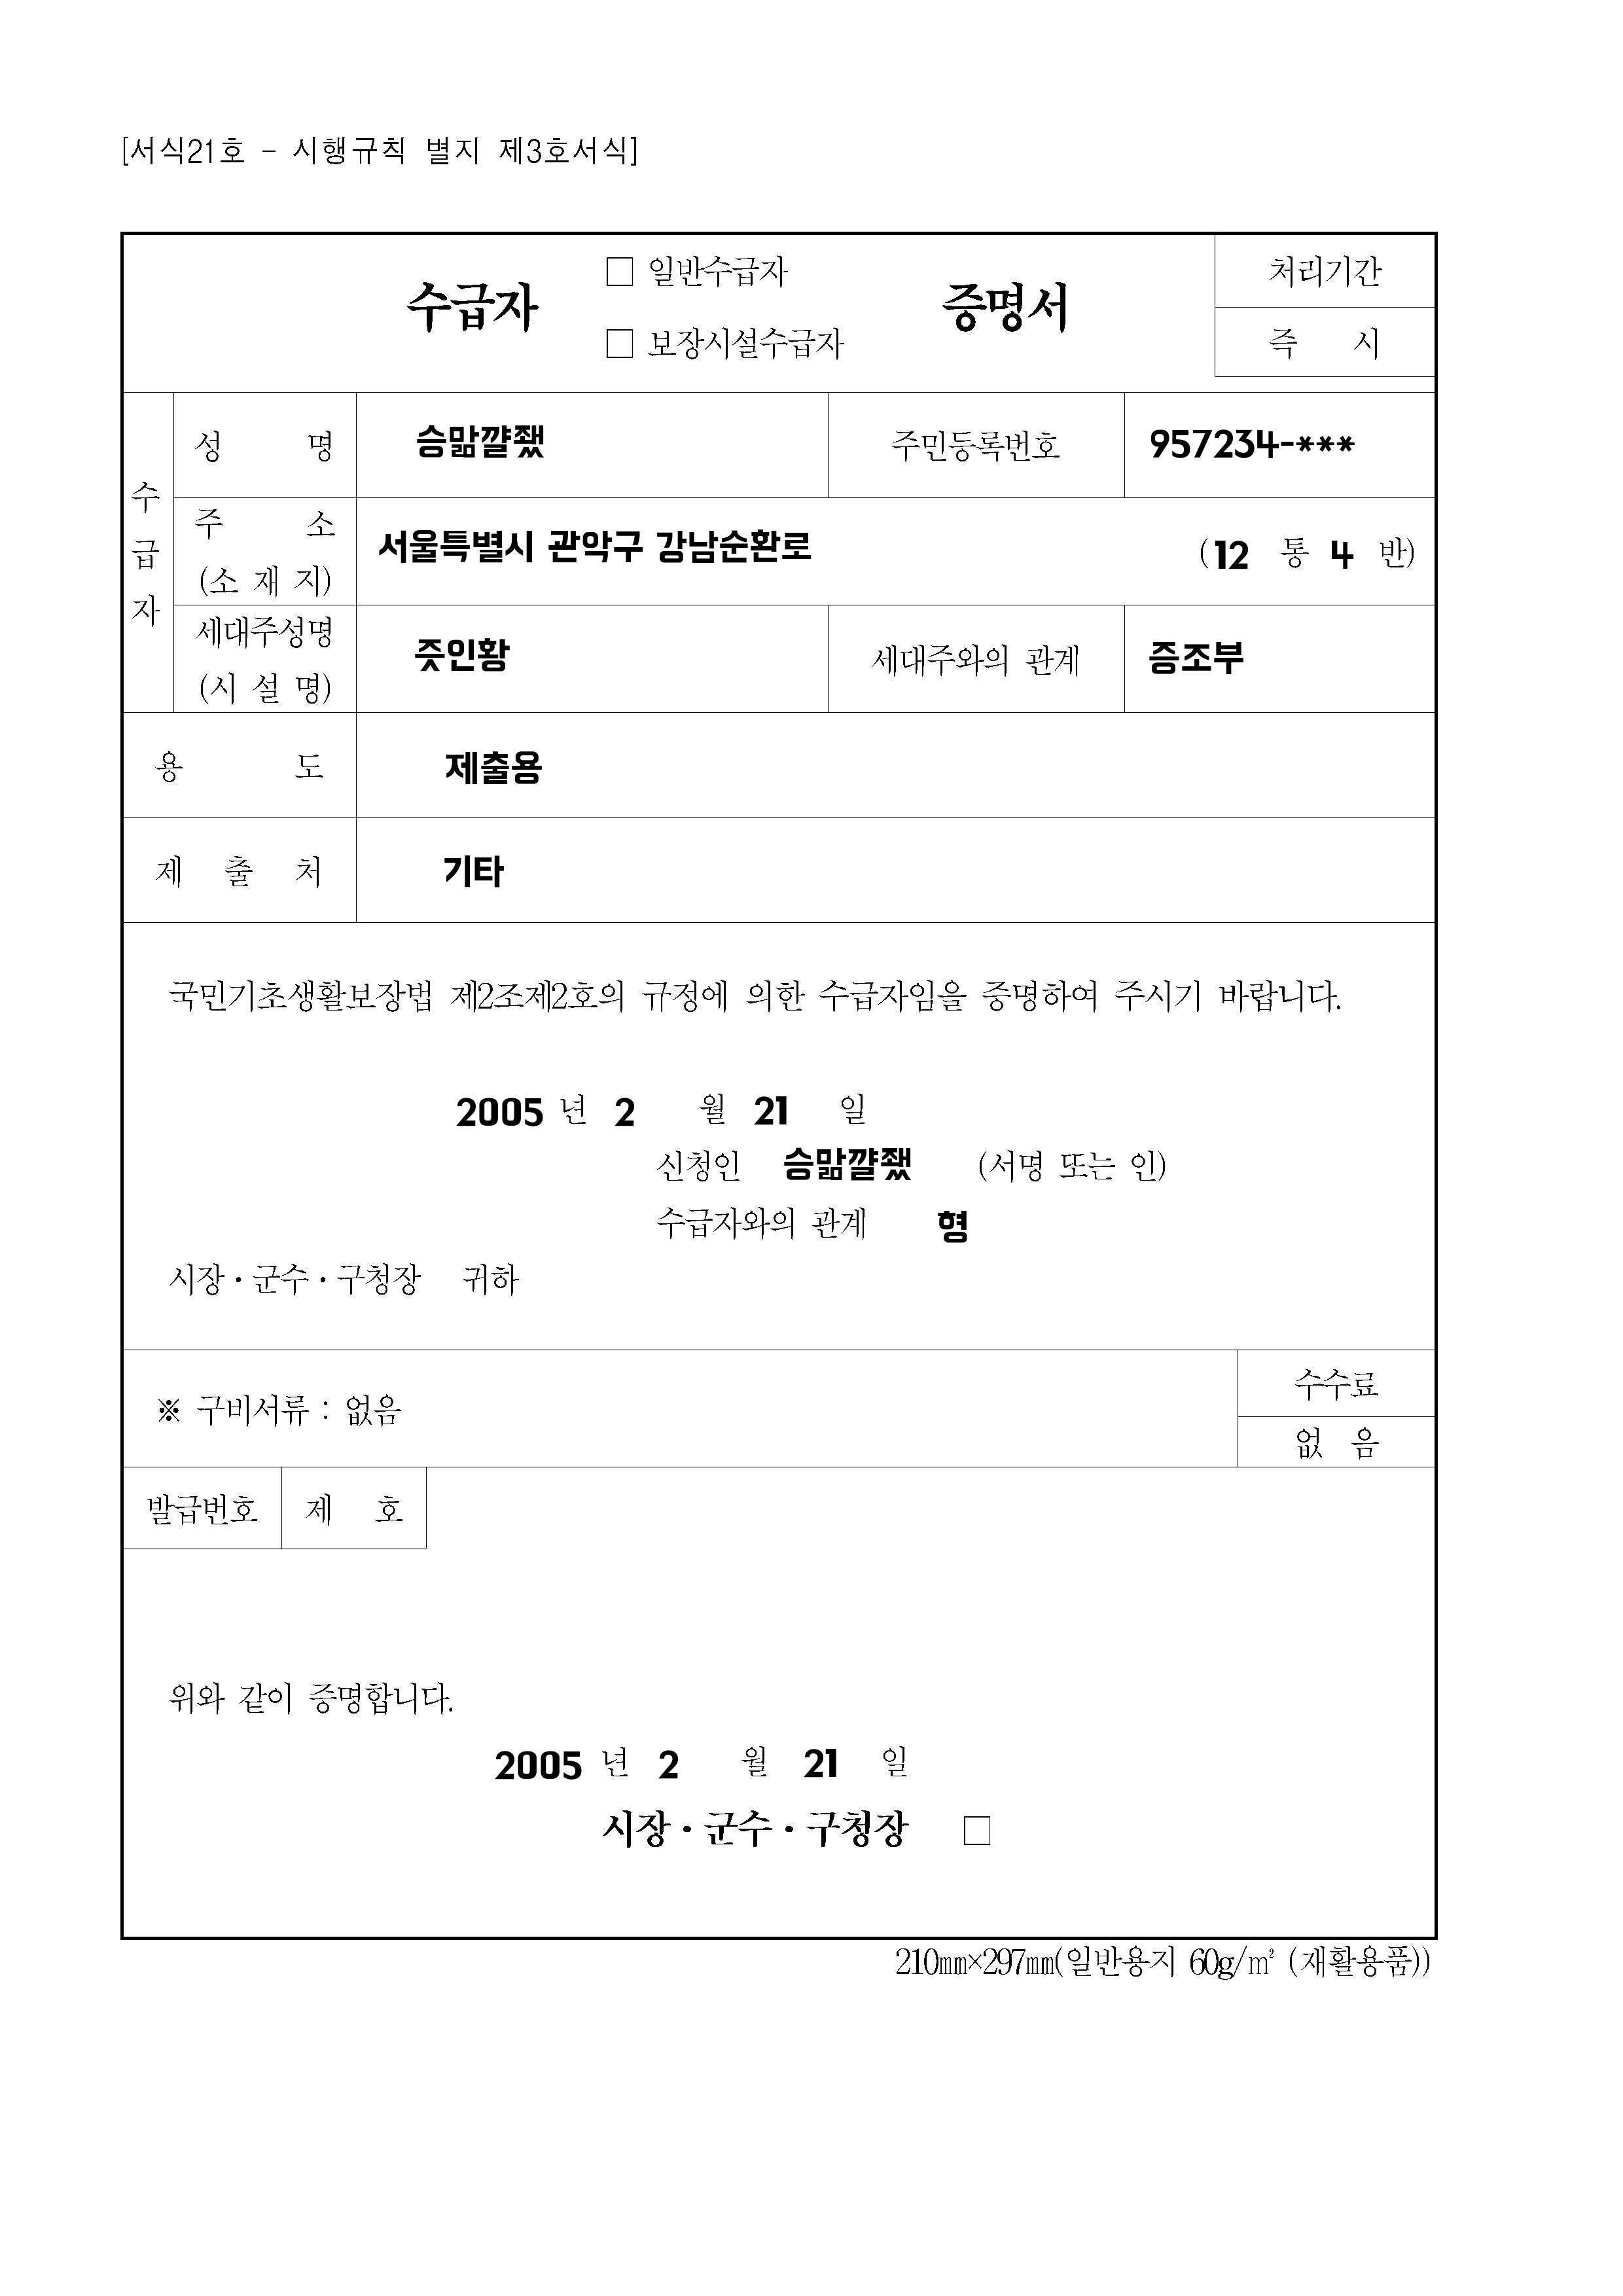 [서식21호 - 시행규칙 별지 제3호서식]
수급자 □ 일반수급자 □ 보장시설수급자 증명서
처리기간
즉 시
수급자
성 명 승맒꺌좼 주민등록번호 957234-***
주 소 (소 재 지) 서울특별시 관악구 강남순환로 (12 통 4 반)
세대주성명 (시 설 명) 즛인황 세대주와의 관계 증조부
용 도 제출용
제 출 처 기타
국민기초생활보장법 제2조제2호의 규정에 의한 수급자임을 증명하여 주시기 바랍니다.
2005 년 2 월 21 일
신청인 승맒꺌좼 (서명 또는 인)
수급자와의 관계 형
시장·군수·구청장 귀하
※ 구비서류 : 없음
수수료
없 음
발급번호 제 호
위와 같이 증명합니다.
2005 년 2 월 21 일
시장·군수·구청장 □
210㎜×297㎜(일반용지 60g/㎡ (재활용품))